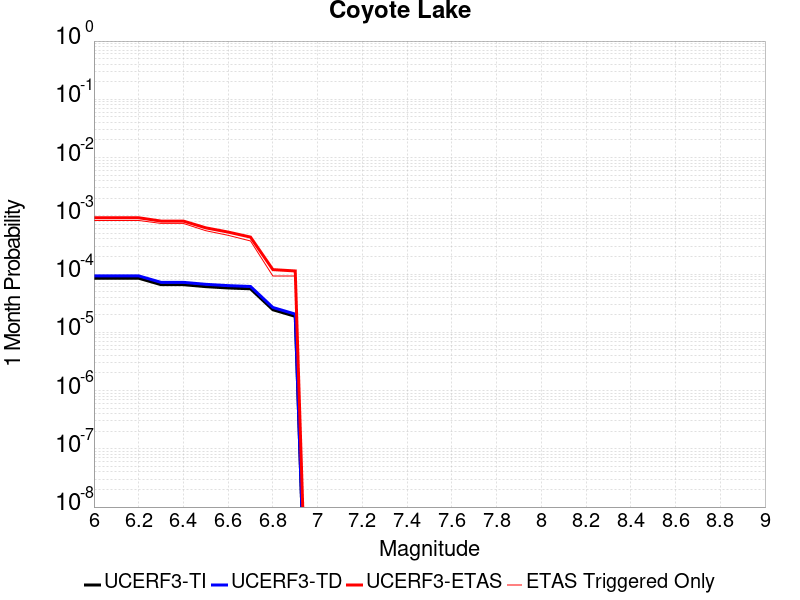 Coyote Lake
10^0
10^-1
10^-2
10^-3
10^-4
10^-5
10^-6
10^-7
10^-8
1 Month Probability
6 6.2 6.4 6.6 6.8 7 7.2 7.4 7.6 7.8 8 8.2 8.4 8.6 8.8 9
Magnitude
UCERF3-TI UCERF3-TD UCERF3-ETAS ETAS Triggered Only